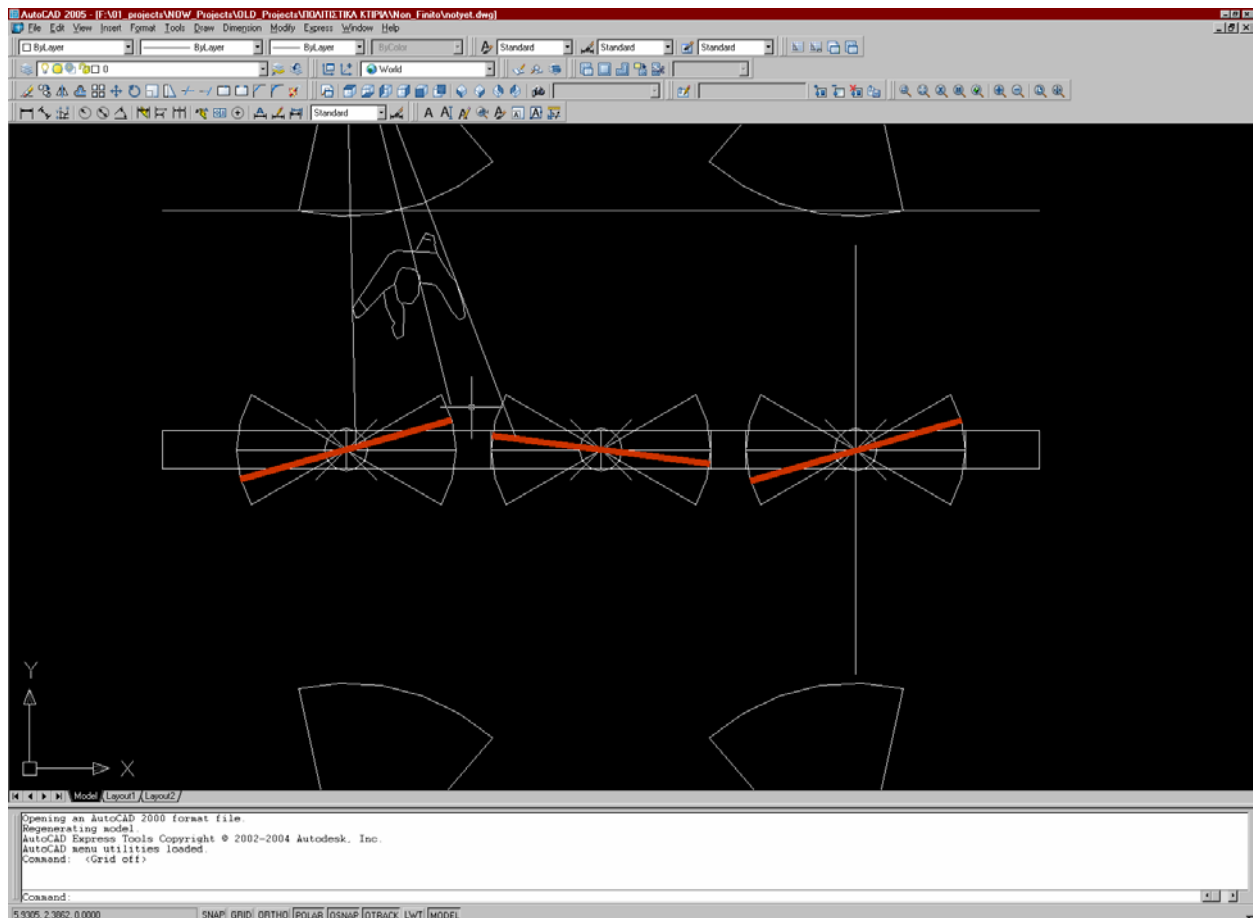 AutoCAD 2005 - [F:\01_projects\NOW_Projects\OLD_Projects\ΠΟΛΙΤΙΣΤΙΚΑ ΚΤΙΡΙΑ\Non_Finito\notyet.dwg]
File Edit View Insert Format Tools Draw Dimension Modify Express Window Help
ByLayer ByLayer ByLayer ByColor Standard Standard Standard
0 World
Standard
Y
X
Model Layout1 Layout2
Opening an AutoCAD 2000 format file.
Regenerating model.
AutoCAD Express Tools Copyright © 2002-2004 Autodesk, Inc.
AutoCAD menu utilities loaded.
Command: <Grid off>
Command:
5.9305, 2.3862, 0.0000 SNAP GRID ORTHO POLAR OSNAP OTRACK LWT MODEL